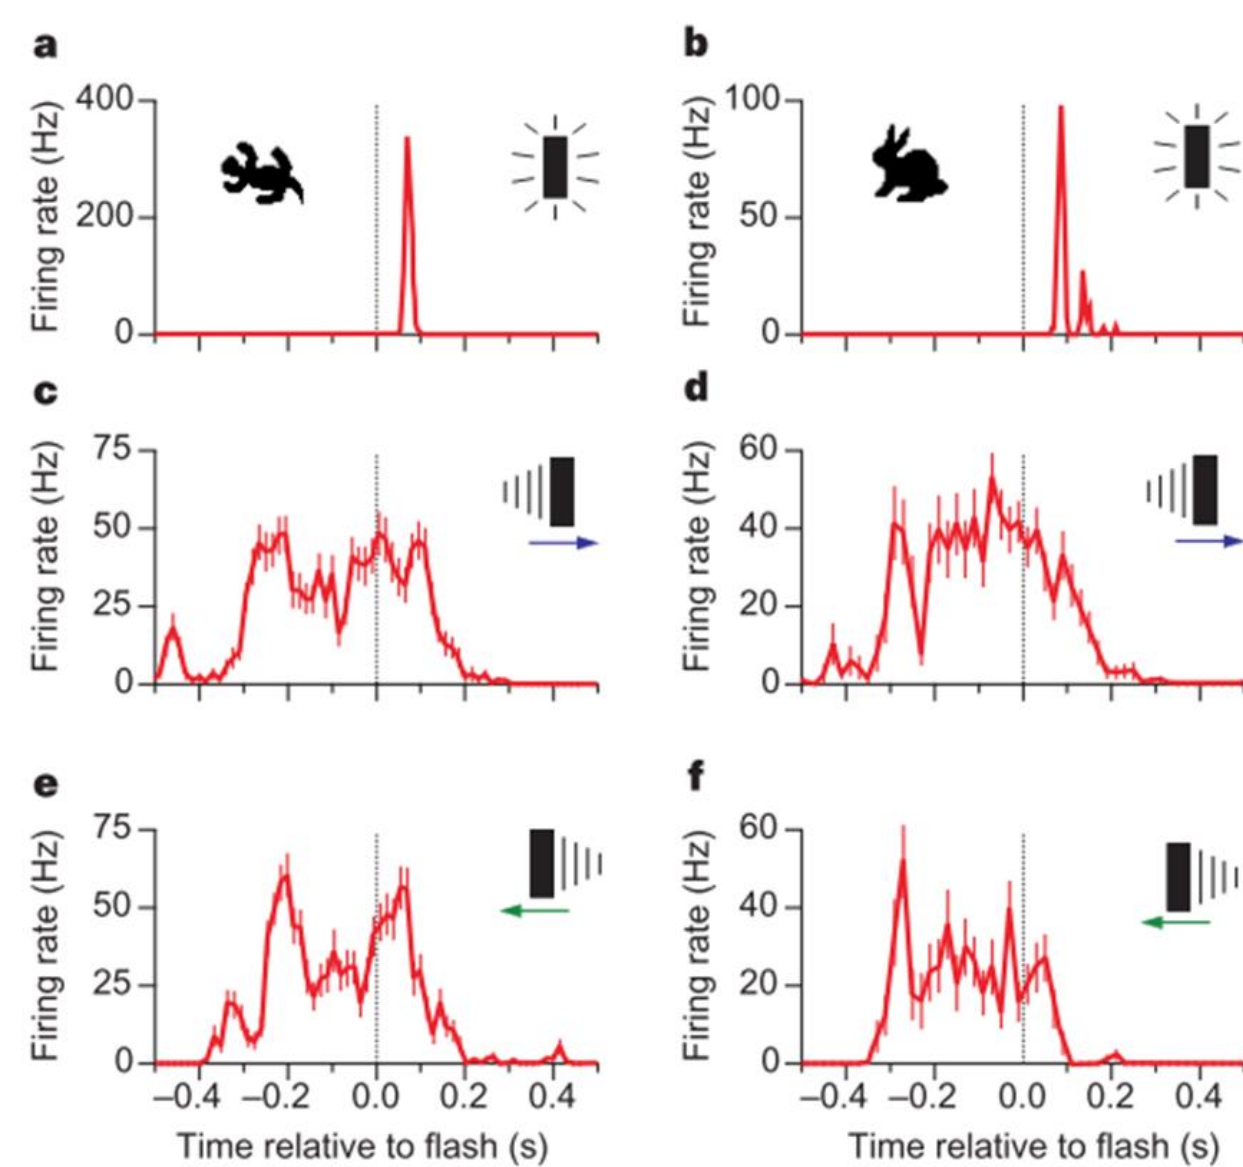 a
b
400
200
0
Firing rate (Hz)
100
50
0
Firing rate (Hz)
c
d
75
50
25
0
Firing rate (Hz)
60
40
20
0
Firing rate (Hz)
e
f
75
50
25
0
Firing rate (Hz)
60
40
20
0
Firing rate (Hz)
–0.4 –0.2 0.0 0.2 0.4
Time relative to flash (s)
–0.4 –0.2 0.0 0.2 0.4
Time relative to flash (s)